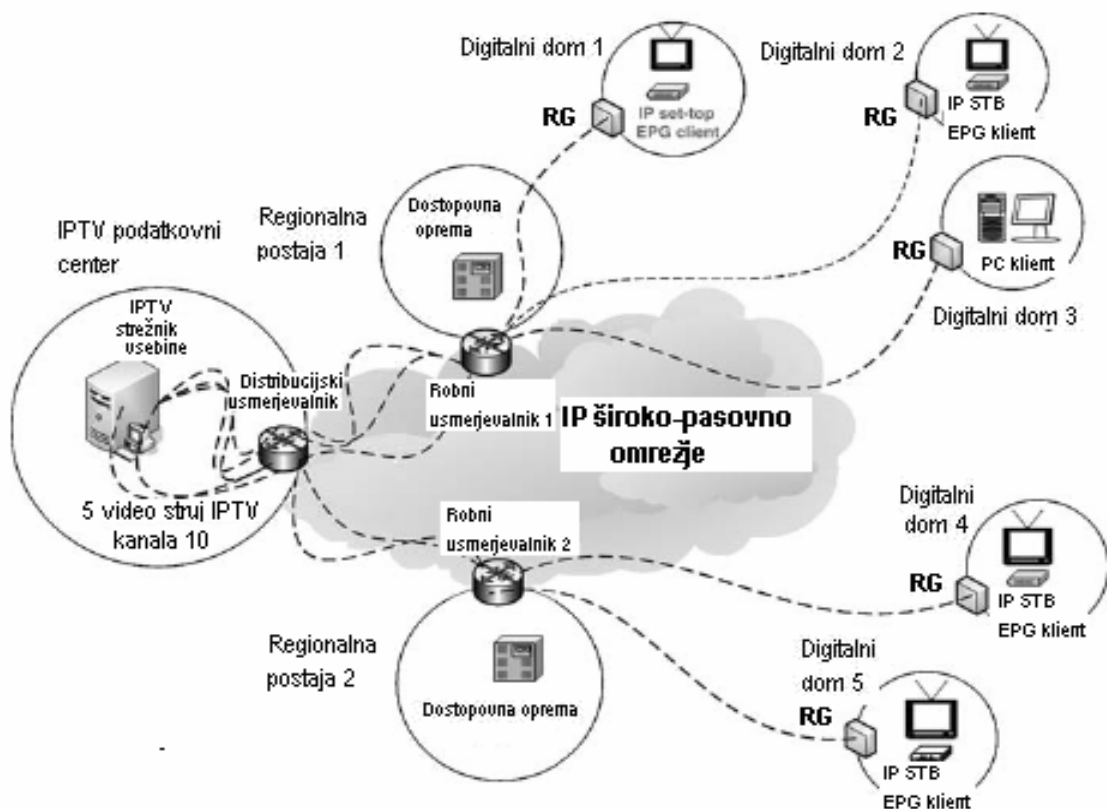 Digitalni dom 1
RG
IP set-top
EPG client
Digitalni dom 2
RG
IP STB
EPG klient
RG
PC klient
Digitalni dom 3
Regionalna
postaja 1
Dostopovna
oprema
IPTV podatkovni
center
IPTV
strežnik
vsebine
Distribucijski
usmerjevalnik
5 video struj IPTV
kanala 10
Robni
usmerjevalnik 1
IP široko-pasovno
omrežje
Robni
usmerjevalnik 2
Regionalna
postaja 2
Dostopovna oprema
Digitalni
dom 4
RG
IP STB
EPG klient
Digitalni
dom 5
RG
IP STB
EPG klient